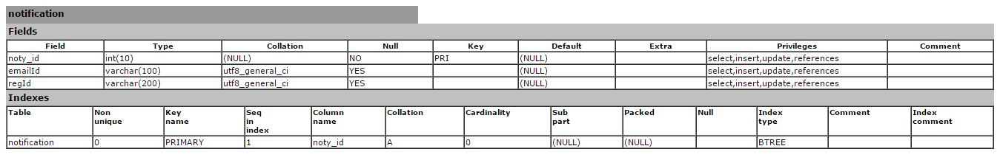 notification
Fields
Field Type Collation Null Key Default Extra Privileges Comment
noty_id int(10) (NULL) NO PRI (NULL) select,insert,update,references
emailId varchar(100) utf8_general_ci YES (NULL) select,insert,update,references
regId varchar(200) utf8_general_ci YES (NULL) select,insert,update,references
Indexes
Table Non unique Key name Seq in index Column name Collation Cardinality Sub part Packed Null Index type Comment Index comment
notification 0 PRIMARY 1 noty_id A 0 (NULL) (NULL) BTREE